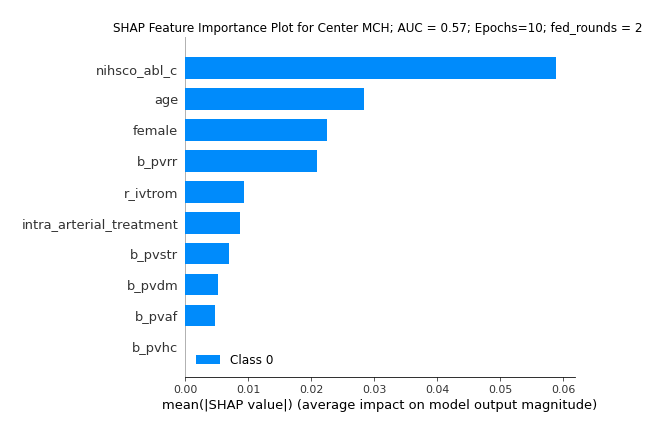 SHAP Feature Importance Plot for Center MCH; AUC = 0.57; Epochs=10; fed_rounds = 2
nihsco_abl_c
age
female
b_pvrr
r_ivtrom
intra_arterial_treatment
b_pvstr
b_pvdm
b_pvaf
b_pvhc
Class 0
0.00 0.01 0.02 0.03 0.04 0.05 0.06
mean(|SHAP value|) (average impact on model output magnitude)